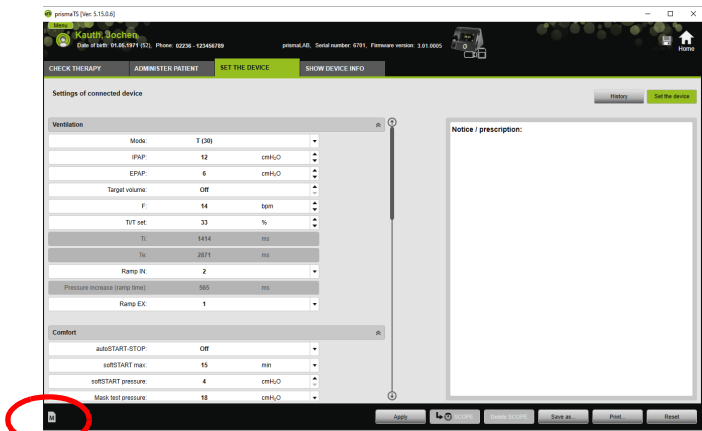 prismaTS [Ver: 5.15.0.6]
Menu
Kauth, Jochen
Date of birth: 01.05.1971 (52), Phone: 02236 - 123456789
prismaLAB, Serial number: 6701, Firmware version: 3.01.0005
Home
CHECK THERAPY ADMINISTER PATIENT SET THE DEVICE SHOW DEVICE INFO
Settings of connected device
History Set the device
Ventilation
Mode: T (30)
IPAP: 12 cmH₂O
EPAP: 6 cmH₂O
Target volume: Off
F: 14 bpm
Ti/T set: 33 %
Ti: 1414 ms
Te: 2871 ms
Ramp IN: 2
Pressure increase (ramp time): 565 ms
Ramp EX: 1
Comfort
autoSTART-STOP: Off
softSTART max: 15 min
softSTART pressure: 4 cmH₂O
Mask test pressure: 18 cmH₂O
Notice / prescription:
M
Apply SCOPE Delete SCOPE Save as... Print... Reset